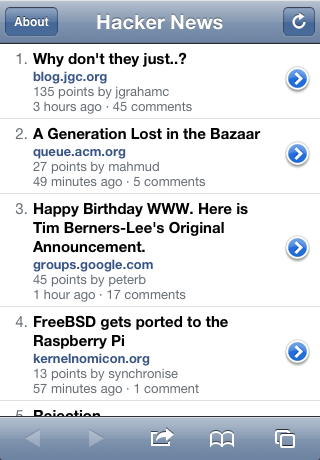 About
Hacker News
1. Why don't they just..?
blog.jgc.org
135 points by jgrahamc
3 hours ago · 45 comments
2. A Generation Lost in the Bazaar
queue.acm.org
27 points by mahmud
49 minutes ago · 5 comments
3. Happy Birthday WWW. Here is
Tim Berners-Lee's Original
Announcement.
groups.google.com
45 points by peterb
1 hour ago · 17 comments
4. FreeBSD gets ported to the
Raspberry Pi
kernelnomicon.org
13 points by synchronise
57 minutes ago · 1 comment
5. Rejection